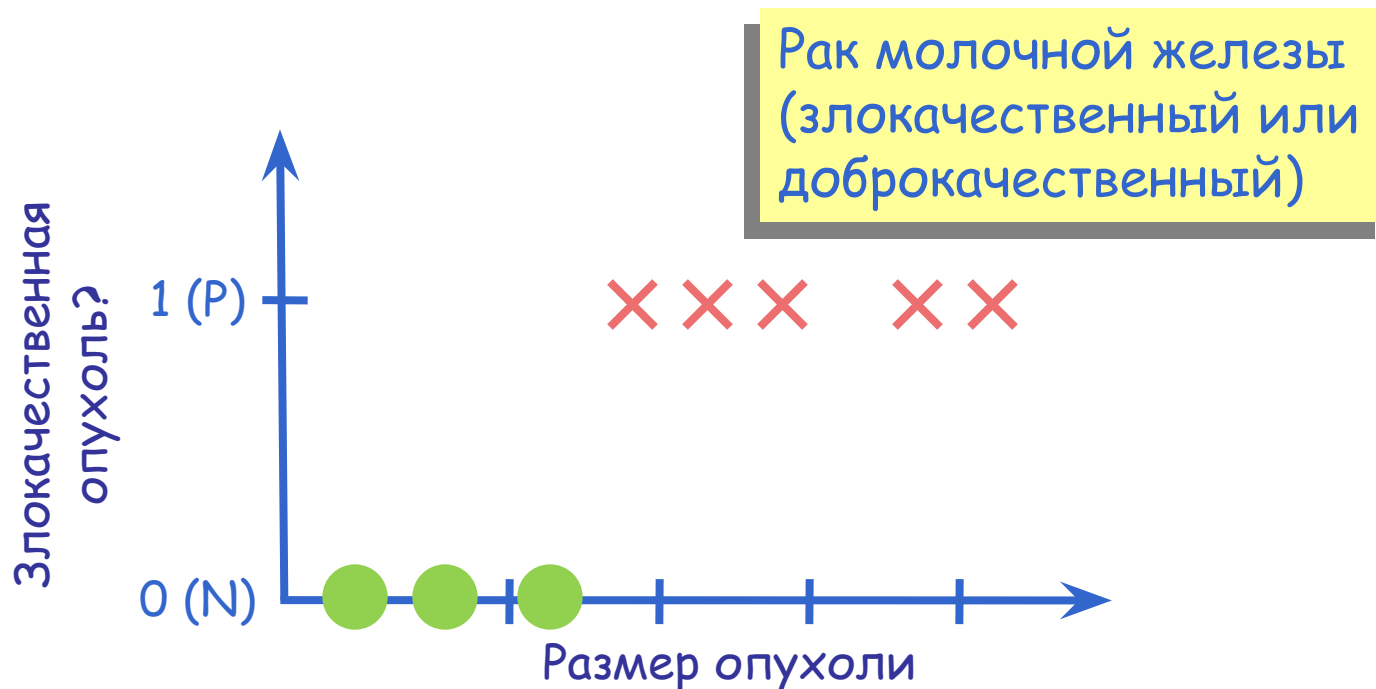 Рак молочной железы
(злокачественный или
доброкачественный)
Злокачественная
опухоль?
1 (P)
0 (N)
Размер опухоли